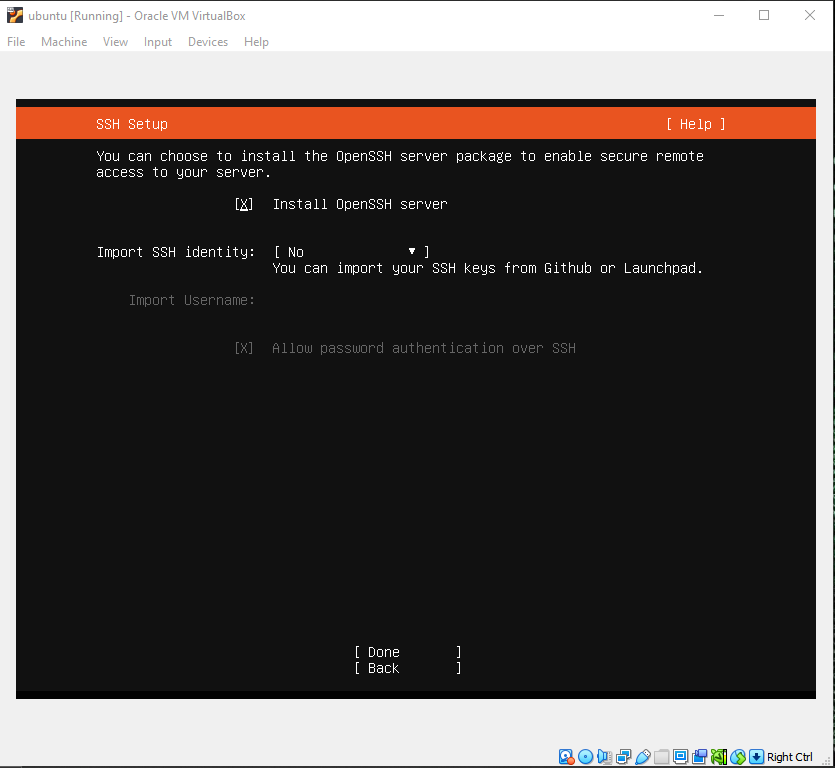 ubuntu [Running] - Oracle VM VirtualBox
File Machine View Input Devices Help
SSH Setup [ Help ]
You can choose to install the OpenSSH server package to enable secure remote
access to your server.
[X] Install OpenSSH server
Import SSH identity: [ No ▼ ]
You can import your SSH keys from Github or Launchpad.
Import Username:
[X] Allow password authentication over SSH
[ Done ]
[ Back ]
Right Ctrl